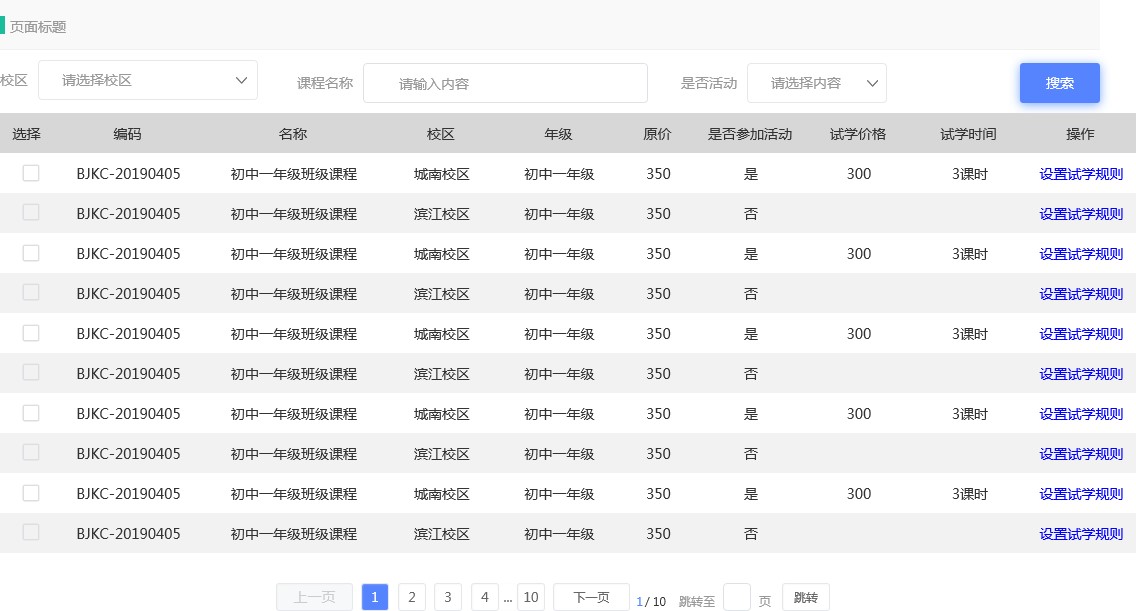 页面标题
校区 请选择校区 课程名称 请输入内容 是否活动 请选择内容 搜索
选择 编码 名称 校区 年级 原价 是否参加活动 试学价格 试学时间 操作
BJKC-20190405 初中一年级班级课程 城南校区 初中一年级 350 是 300 3课时 设置试学规则
BJKC-20190405 初中一年级班级课程 滨江校区 初中一年级 350 否 设置试学规则
BJKC-20190405 初中一年级班级课程 城南校区 初中一年级 350 是 300 3课时 设置试学规则
BJKC-20190405 初中一年级班级课程 滨江校区 初中一年级 350 否 设置试学规则
BJKC-20190405 初中一年级班级课程 城南校区 初中一年级 350 是 300 3课时 设置试学规则
BJKC-20190405 初中一年级班级课程 滨江校区 初中一年级 350 否 设置试学规则
BJKC-20190405 初中一年级班级课程 城南校区 初中一年级 350 是 300 3课时 设置试学规则
BJKC-20190405 初中一年级班级课程 滨江校区 初中一年级 350 否 设置试学规则
BJKC-20190405 初中一年级班级课程 城南校区 初中一年级 350 是 300 3课时 设置试学规则
BJKC-20190405 初中一年级班级课程 滨江校区 初中一年级 350 否 设置试学规则
上一页 1 2 3 4 ... 10 下一页 1 / 10 跳转至 页 跳转